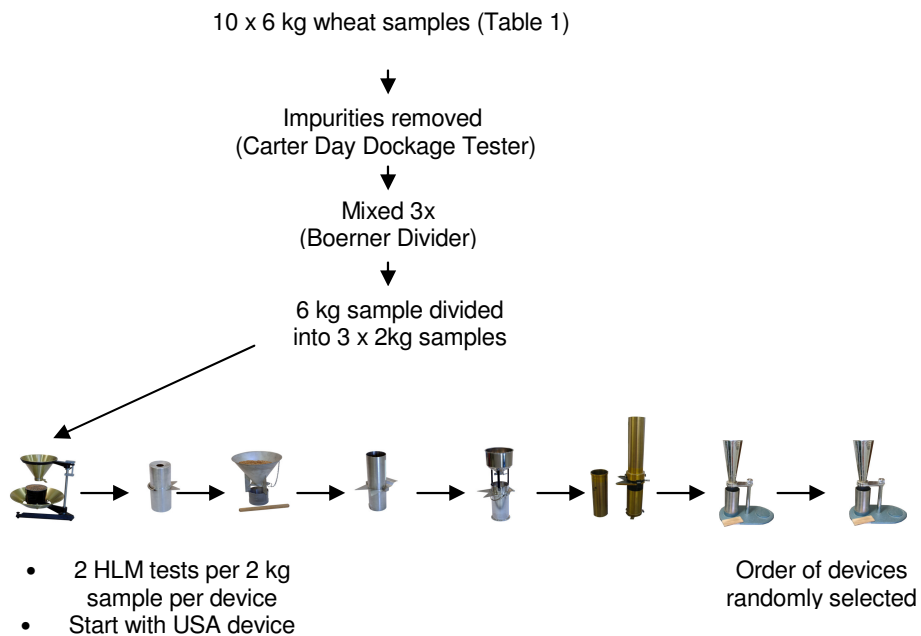 10 x 6 kg wheat samples (Table 1)
Impurities removed
(Carter Day Dockage Tester)
Mixed 3x
(Boerner Divider)
6 kg sample divided
into 3 x 2kg samples
• 2 HLM tests per 2 kg
sample per device
• Start with USA device
Order of devices
randomly selected